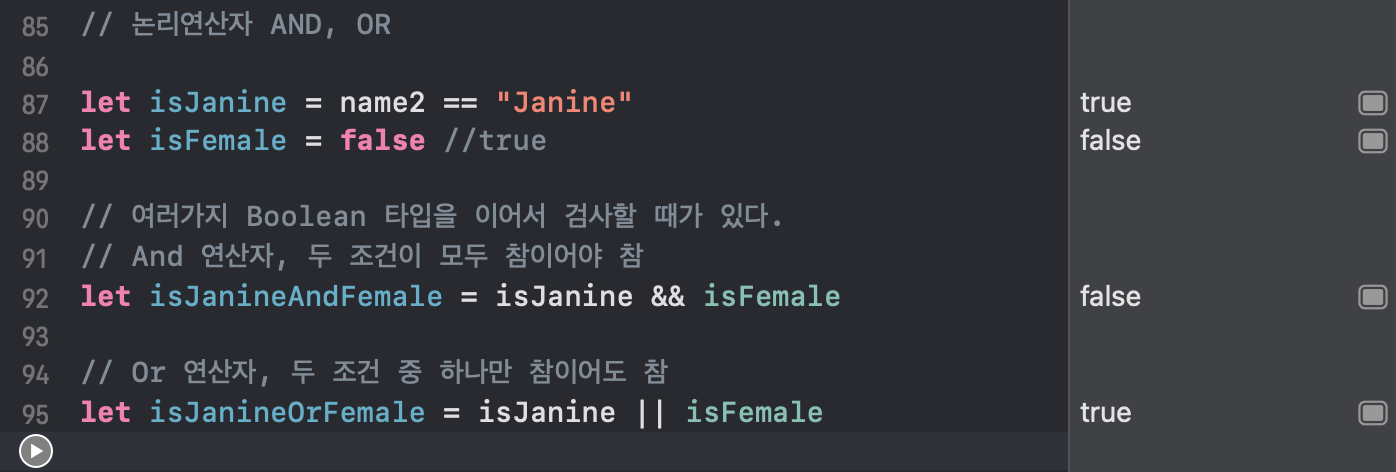 85 // 논리연산자 AND, OR
86
87 let isJanine = name2 == "Janine" true
88 let isFemale = false //true false
89
90 // 여러가지 Boolean 타입을 이어서 검사할 때가 있다.
91 // And 연산자, 두 조건이 모두 참이어야 참
92 let isJanineAndFemale = isJanine && isFemale false
93
94 // Or 연산자, 두 조건 중 하나만 참이어도 참
95 let isJanineOrFemale = isJanine || isFemale true